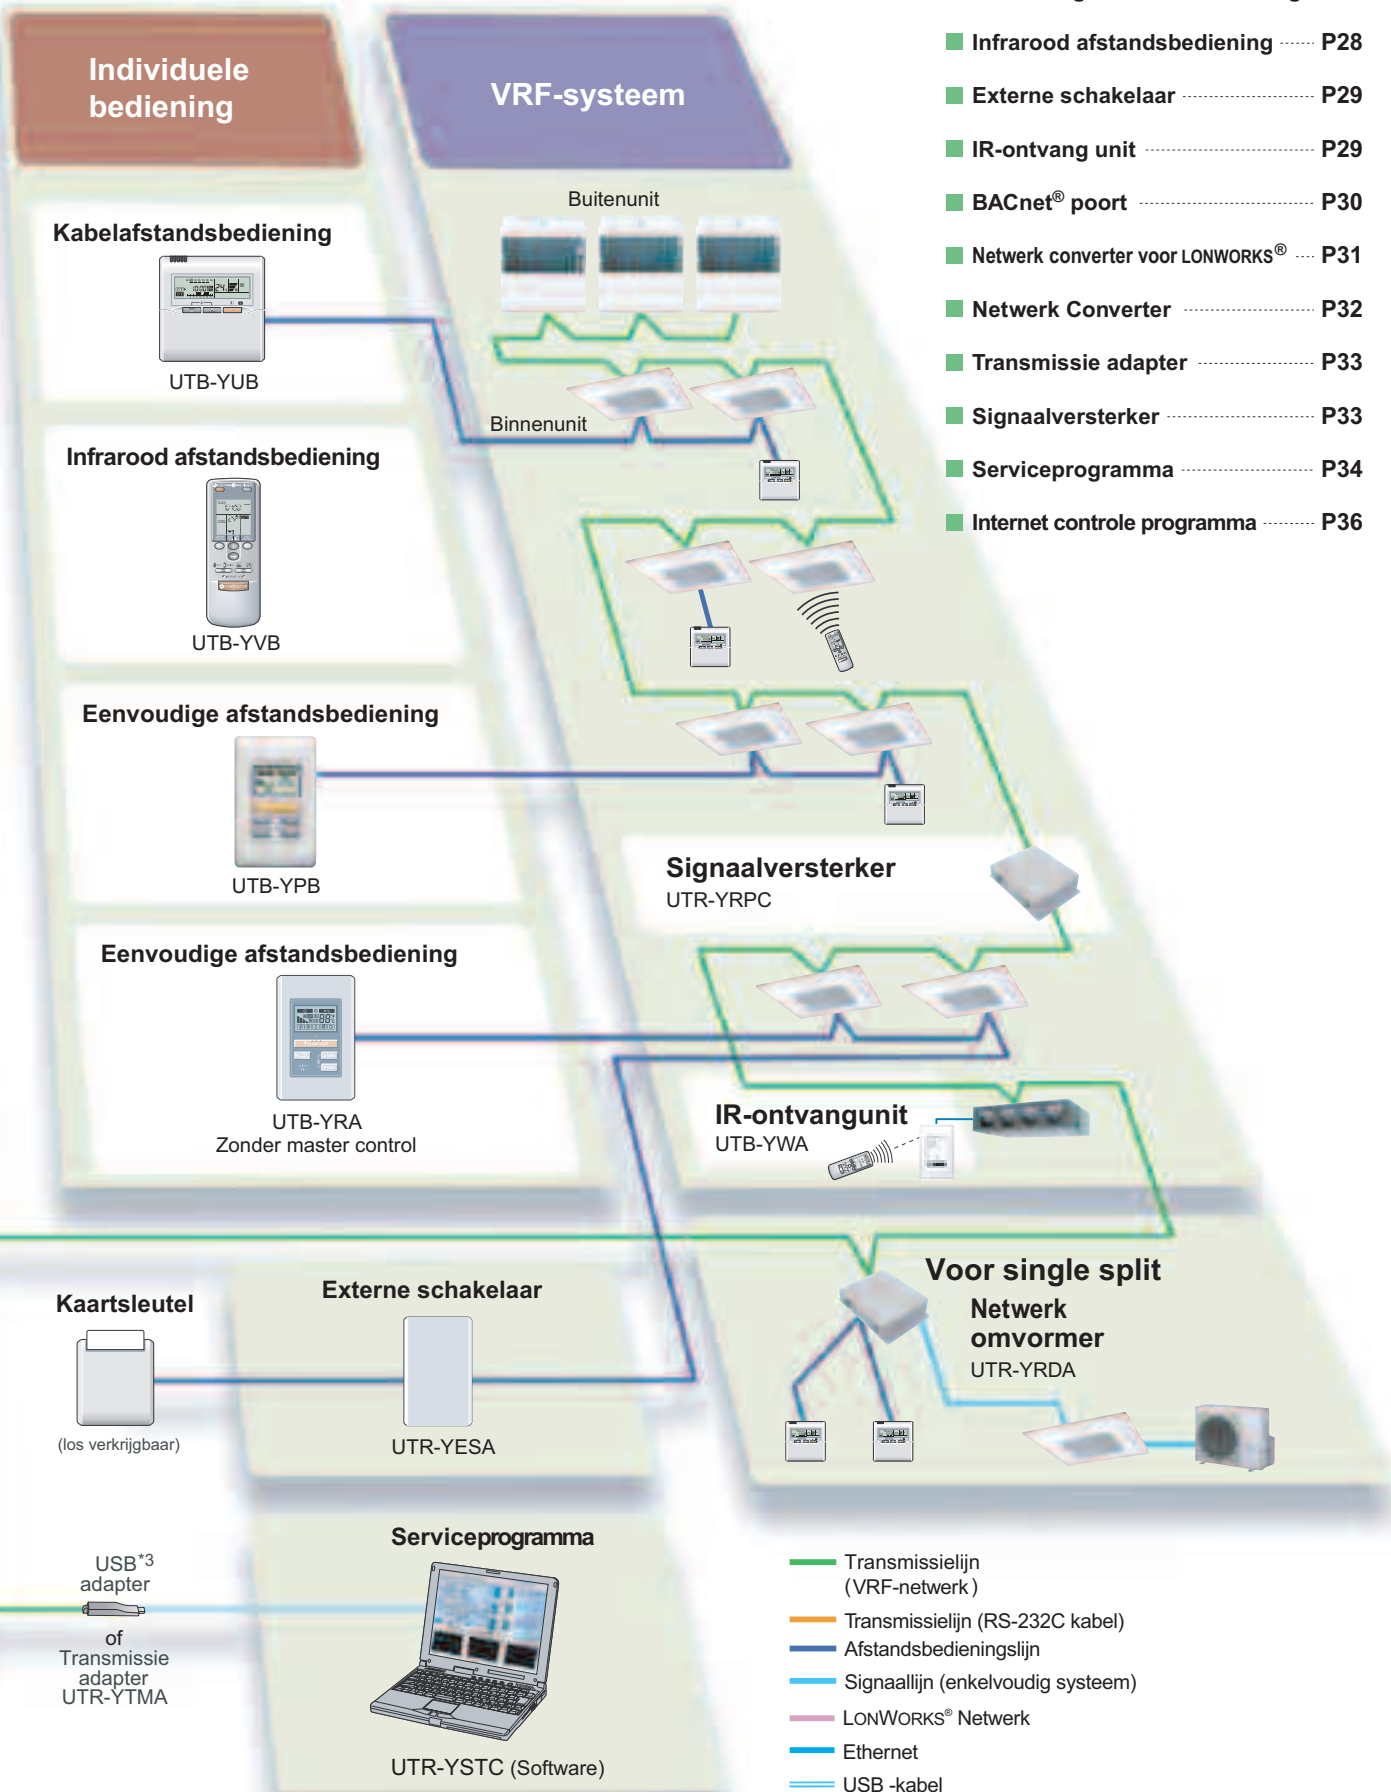 Individuele
bediening
VRF-systeem
Infrarood afstandsbediening P28
Externe schakelaar P29
IR-ontvang unit P29
BACnet® poort P30
Netwerk converter voor LONWORKS® P31
Netwerk Converter P32
Transmissie adapter P33
Signaalversterker P33
Serviceprogramma P34
Internet controle programma P36
Kabelafstandsbediening
UTB-YUB
Buitenunit
Binnenunit
Infrarood afstandsbediening
UTB-YVB
Eenvoudige afstandsbediening
UTB-YPB
Signaalversterker
UTR-YRPC
Eenvoudige afstandsbediening
UTB-YRA
Zonder master control
IR-ontvangunit
UTB-YWA
Kaartsleutel
(los verkrijgbaar)
Externe schakelaar
UTR-YESA
Voor single split
Netwerk
omvormer
UTR-YRDA
USB*3
adapter
of
Transmissie
adapter
UTR-YTMA
Serviceprogramma
UTR-YSTC (Software)
Transmissielijn
(VRF-netwerk)
Transmissielijn (RS-232C kabel)
Afstandsbedieningslijn
Signaallijn (enkelvoudig systeem)
LONWORKS® Netwerk
Ethernet
USB -kabel